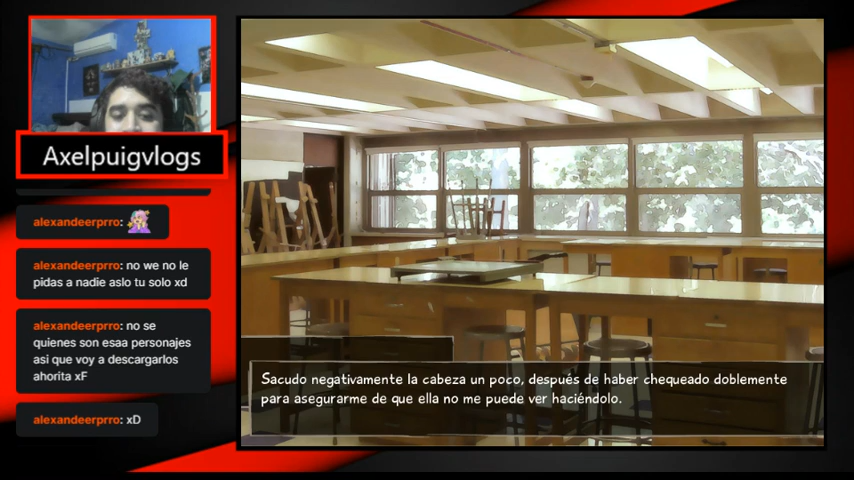 Axelpuigvlogs
alexandeerprro:
alexandeerprro: no we no le
pidas a nadie aslo tu solo xd
alexandeerprro: no se
quienes son esaa personajes
asi que voy a descargarlos
ahorita xF
alexandeerprro: xD
Sacudo negativamente la cabeza un poco, después de haber chequeado doblemente
para asegurarme de que ella no me puede ver haciéndolo.